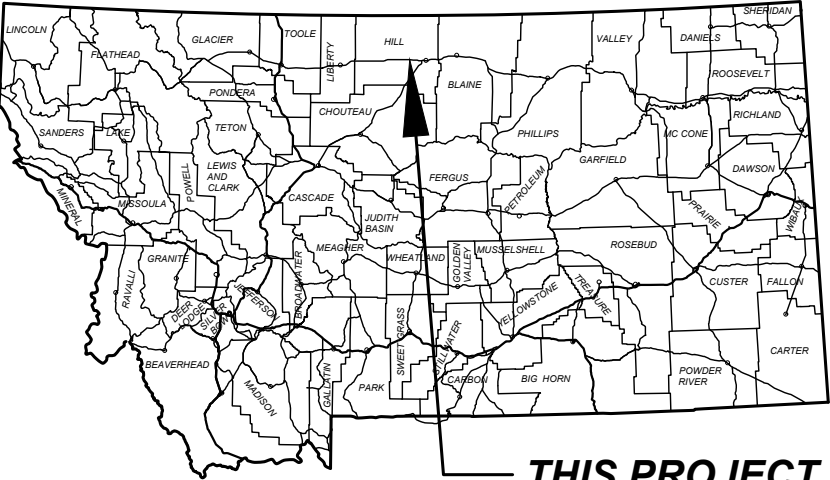 SHERIDAN
LINCOLN
GLACIER
TOOLE
HILL
VALLEY
DANIELS
FLATHEAD
LIBERTY
BLAINE
ROOSEVELT
PONDERA
CHOUTEAU
RICHLAND
SANDERS
LAKE
TETON
PHILLIPS
MC CONE
GARFIELD
DAWSON
LEWIS
AND
CLARK
POWELL
FERGUS
PETROLEUM
CASCADE
MINERAL
MISSOULA
JUDITH
BASIN
PRAIRIE
WIBAUX
MEAGHER
WHEATLAND
GOLDEN
VALLEY
MUSSELSHELL
ROSEBUD
GRANITE
RAVALLI
BROADWATER
JEFFERSON
DEER
LODGE
SILVER
BOW
YELLOWSTONE
TREASURE
CUSTER
FALLON
SWEET GRASS
STILLWATER
CARTER
BEAVERHEAD
MADISON
GALLATIN
PARK
CARBON
BIG HORN
POWDER
RIVER
THIS PROJECT